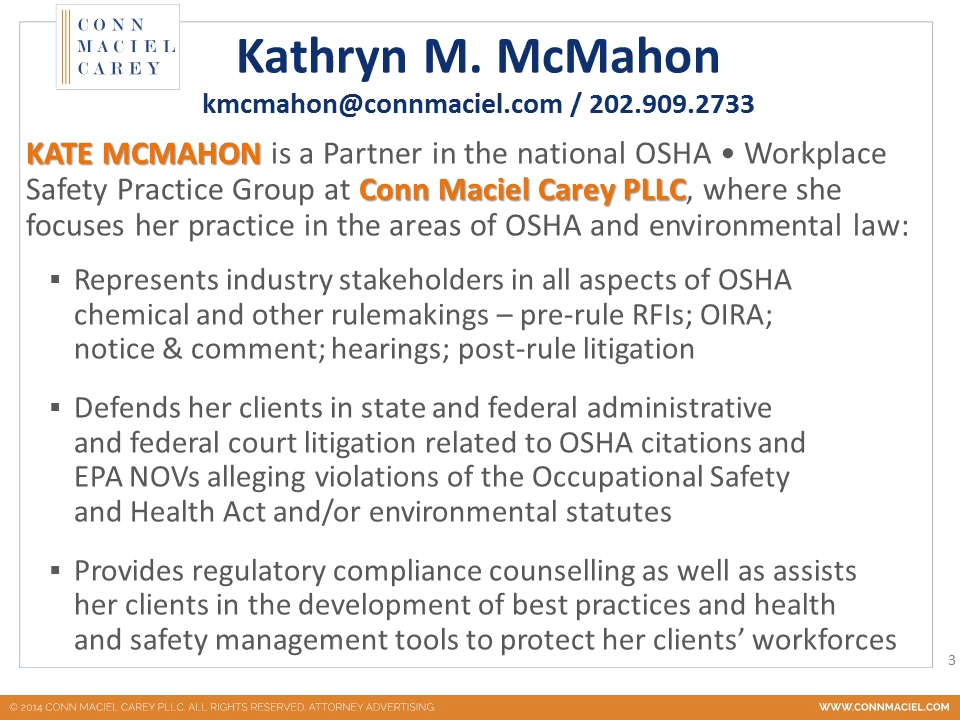 CONN
MACIEL
CAREY
Kathryn M. McMahon
kmcmahon@connmaciel.com / 202.909.2733
KATE MCMAHON is a Partner in the national OSHA • Workplace
Safety Practice Group at Conn Maciel Carey PLLC, where she
focuses her practice in the areas of OSHA and environmental law:
▪ Represents industry stakeholders in all aspects of OSHA
chemical and other rulemakings – pre-rule RFIs; OIRA;
notice & comment; hearings; post-rule litigation
▪ Defends her clients in state and federal administrative
and federal court litigation related to OSHA citations and
EPA NOVs alleging violations of the Occupational Safety
and Health Act and/or environmental statutes
▪ Provides regulatory compliance counselling as well as assists
her clients in the development of best practices and health
and safety management tools to protect her clients’ workforces
3
© 2014 CONN MACIEL CAREY PLLC. ALL RIGHTS RESERVED. ATTORNEY ADVERTISING.
WWW.CONNMACIEL.COM